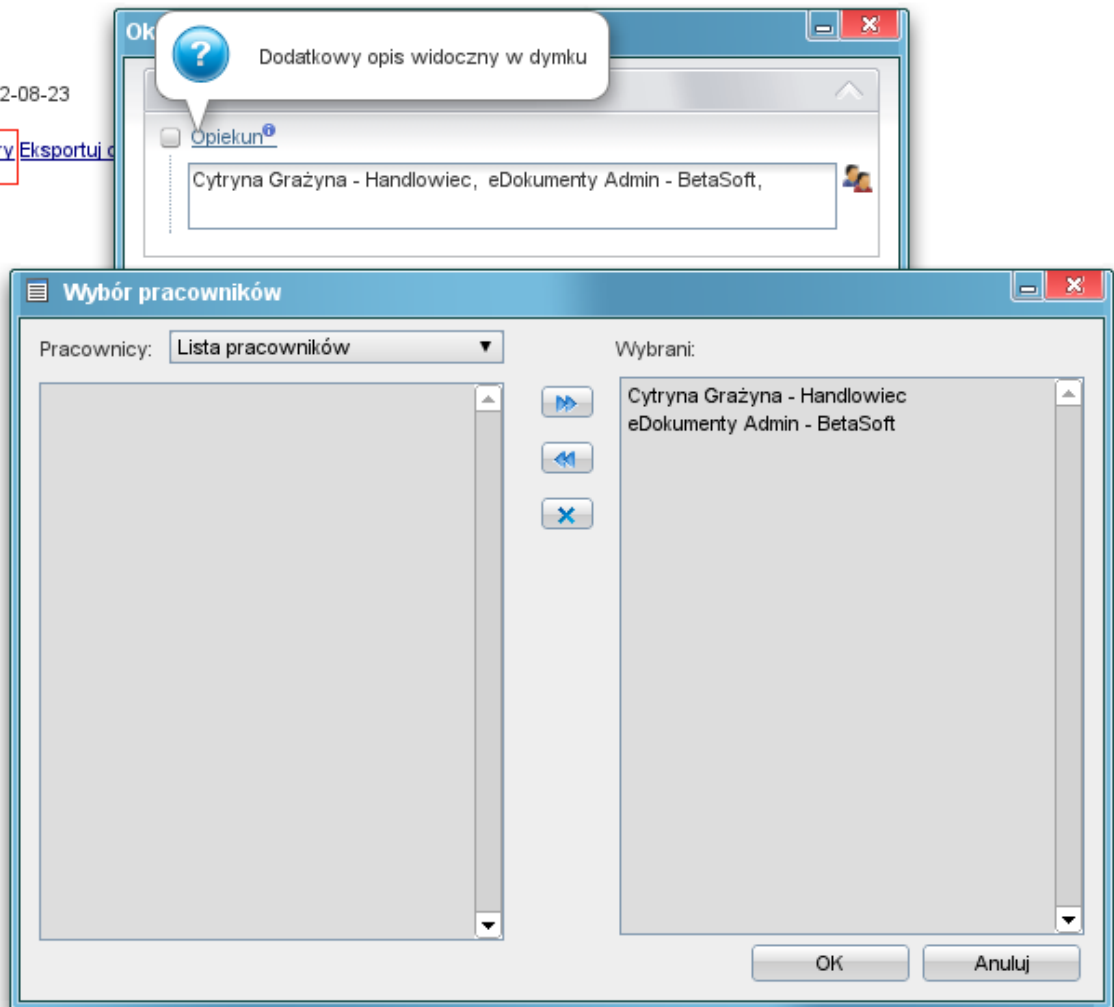 Ok
Dodatkowy opis widoczny w dymku
2-08-23
ry Eksportuj
Opiekun
Cytryna Grażyna - Handlowiec, eDokumenty Admin - BetaSoft,
Wybór pracowników
Pracownicy: Lista pracowników
Wybrani:
Cytryna Grażyna - Handlowiec
eDokumenty Admin - BetaSoft
OK Anuluj